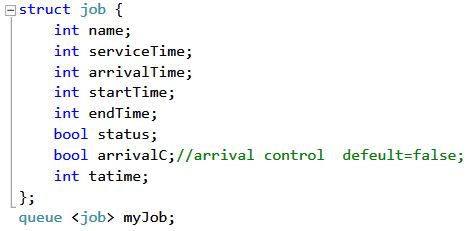 struct job {
int name;
int serviceTime;
int arrivalTime;
int startTime;
int endTime;
bool status;
bool arrivalC;//arrival control  defeult=false;
int tatime;
};
queue <job> myJob;